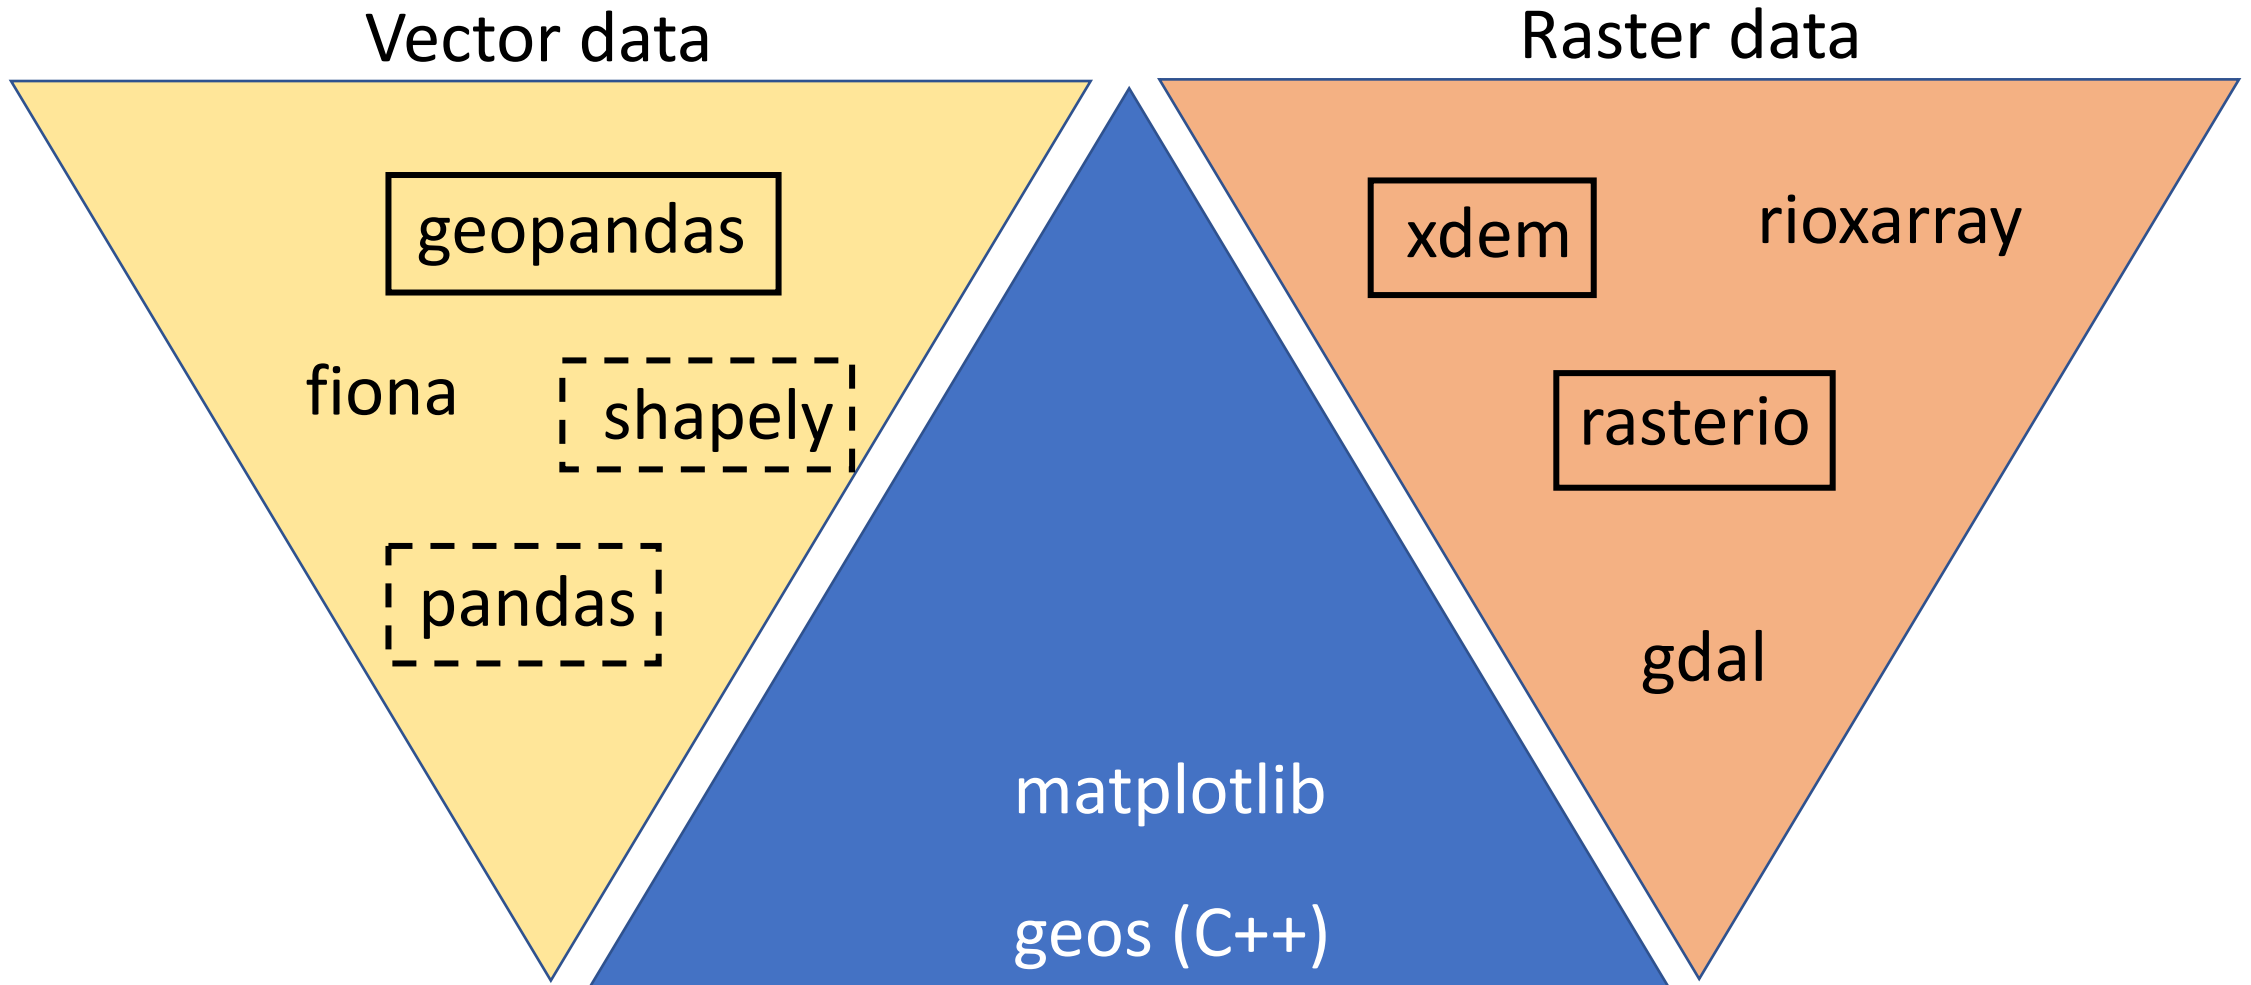 Vector data
geopandas
fiona
shapely
pandas
matplotlib
geos (C++)
Raster data
xdem
rioxarray
rasterio
gdal